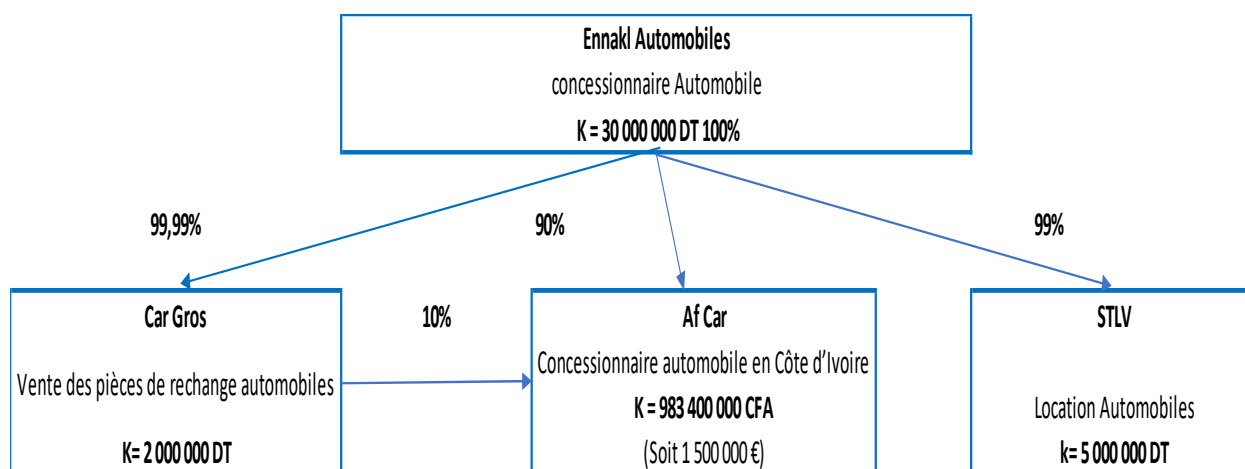 Ennakl Automobiles
concessionnaire Automobile
K = 30 000 000 DT 100%
99,99%
90%
99%
Car Gros
Vente des pièces de rechange automobiles
K= 2 000 000 DT
10%
Af Car
Concessionnaire automobile en Côte d’Ivoire
K = 983 400 000 CFA
(Soit 1 500 000 €)
STLV
Location Automobiles
k= 5 000 000 DT